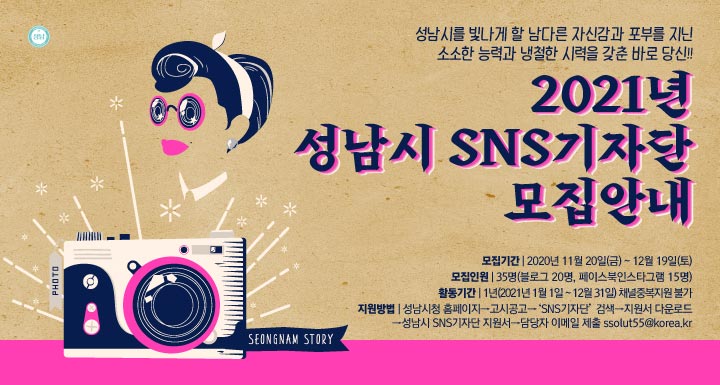 성남시를 빛나게 할 남다른 자신감과 포부를 지닌
소소한 능력과 냉철한 시력을 갖춘 바로 당신!!
2021년
성남시 SNS기자단
모집안내
모집기간 | 2020년 11월 20일(금) ~ 12월 19일(토)
모집인원 | 35명(블로그 20명, 페이스북인스타그램 15명)
활동기간 | 1년(2021년 1월 1일 ~ 12월 31일) 채널중복지원 불가
지원방법 | 성남시청 홈페이지→고시공고→ ‘SNS기자단’ 검색→지원서 다운로드
→성남시 SNS기자단 지원서→담당자 이메일 제출 ssolut55@korea.kr
PHOTO
SEONGNAM STORY